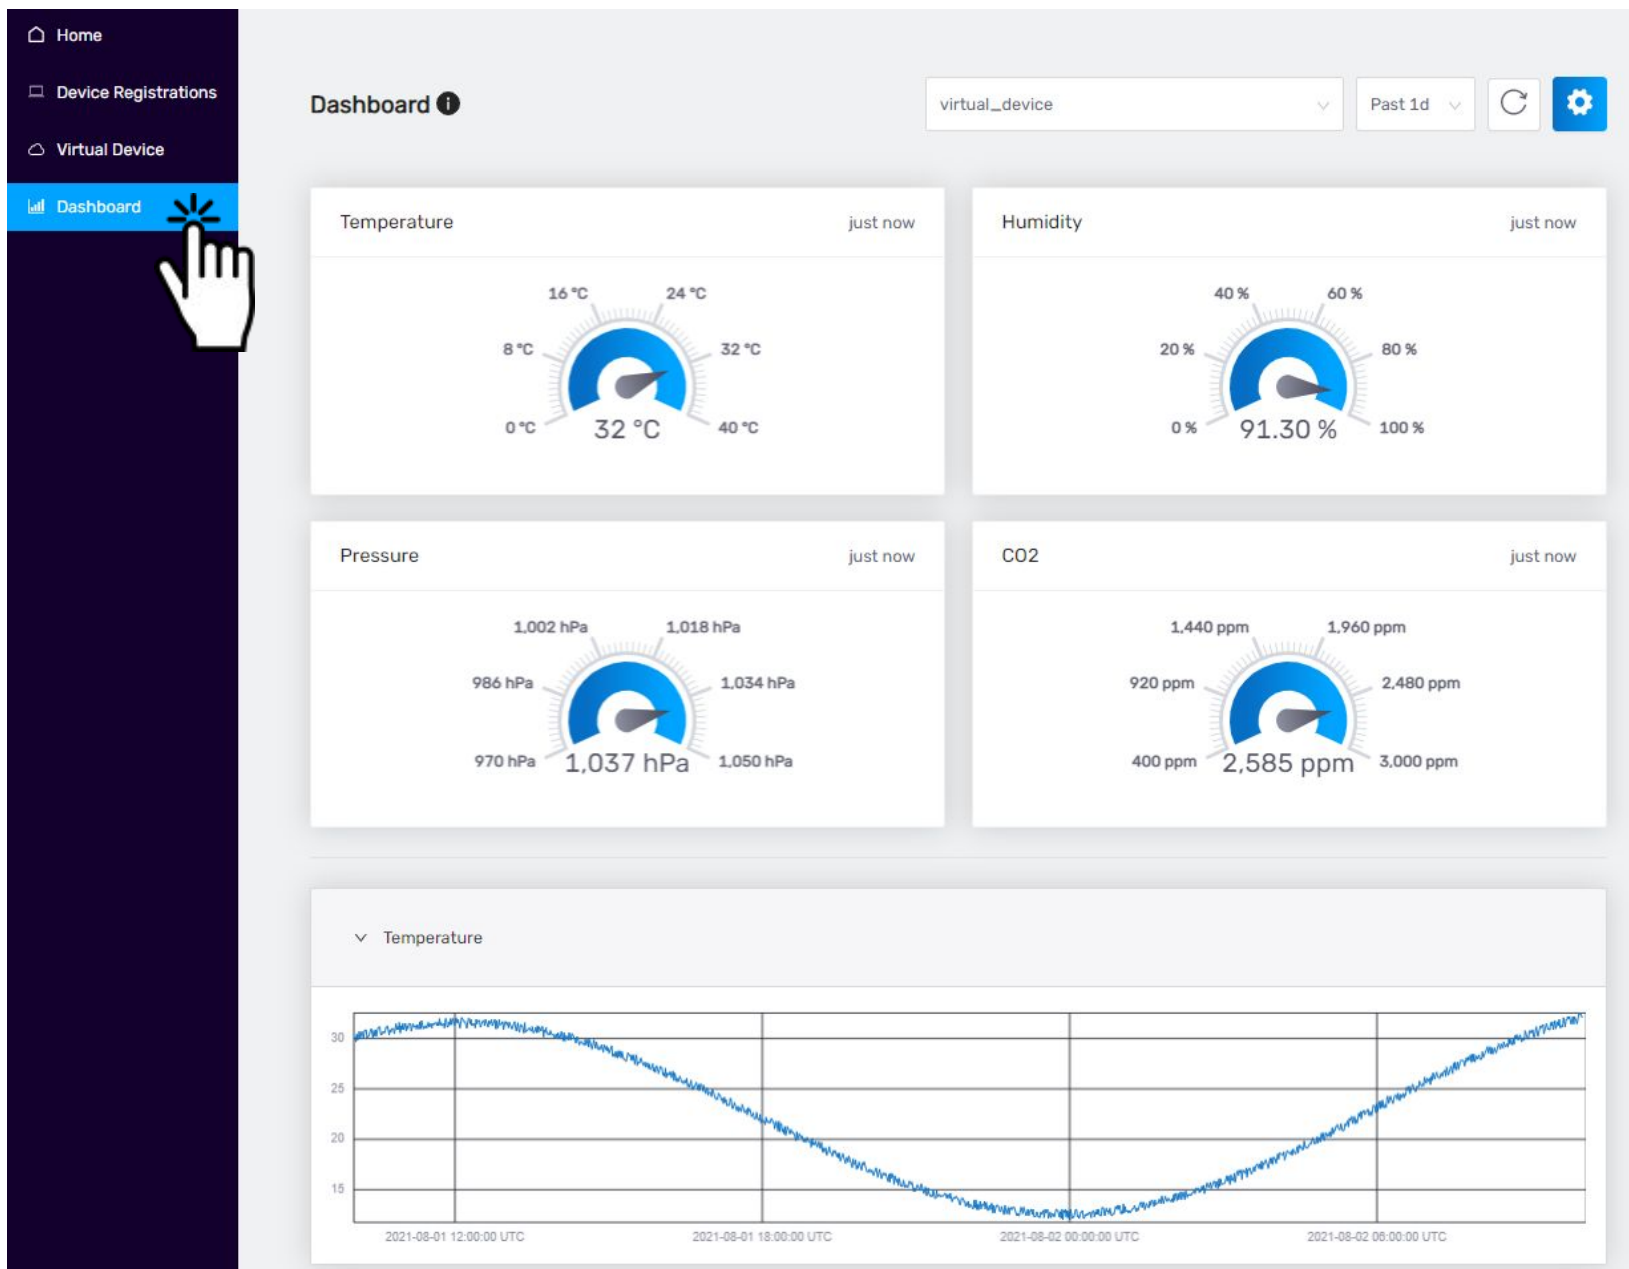 Home
Device Registrations
Virtual Device
Dashboard
Dashboard i
virtual_device
Past 1d
Temperature
just now
16 °C
24 °C
8 °C
32 °C
0 °C
32 °C
40 °C
Humidity
just now
40 %
60 %
20 %
80 %
0 %
91.30 %
100 %
Pressure
just now
1,002 hPa
1,018 hPa
986 hPa
1,034 hPa
970 hPa
1,037 hPa
1,050 hPa
CO2
just now
1,440 ppm
1,960 ppm
920 ppm
2,480 ppm
400 ppm
2,585 ppm
3,000 ppm
Temperature
30
25
20
15
2021-08-01 12:00:00 UTC
2021-08-01 18:00:00 UTC
2021-08-02 00:00:00 UTC
2021-08-02 06:00:00 UTC